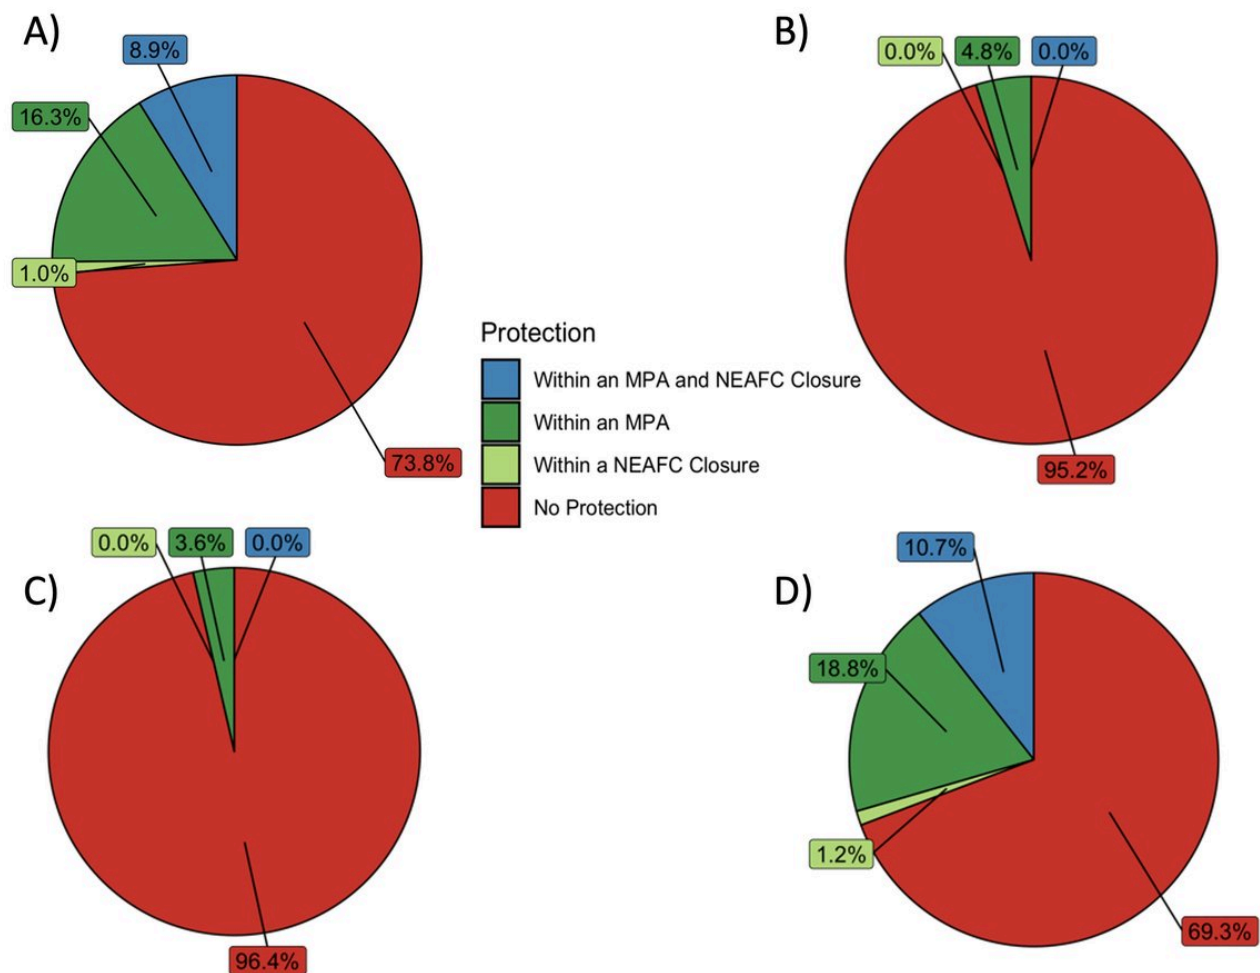 A)
8.9%
16.3%
1.0%
73.8%
B)
0.0%
4.8%
0.0%
95.2%
Protection
Within an MPA and NEAFC Closure
Within an MPA
Within a NEAFC Closure
No Protection
C)
0.0%
3.6%
0.0%
96.4%
D)
10.7%
18.8%
1.2%
69.3%